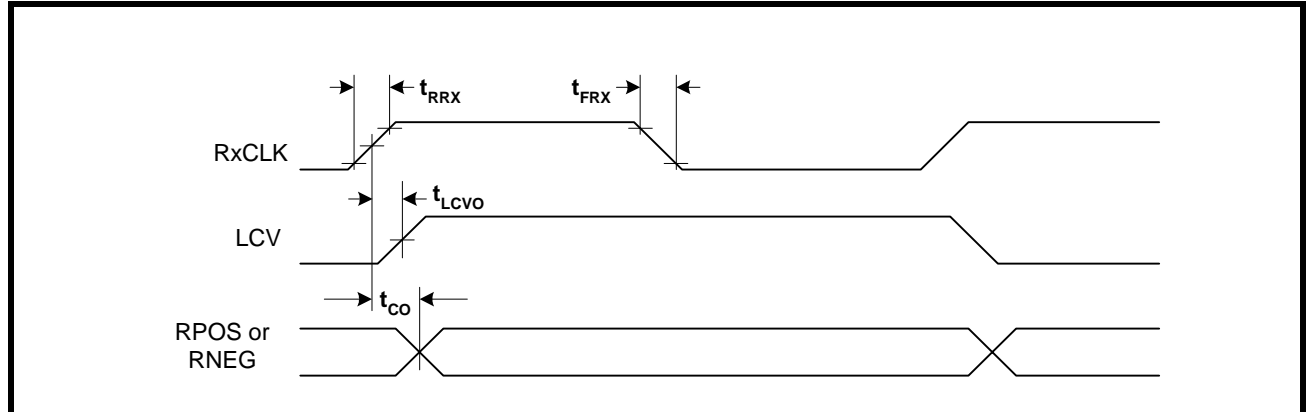 tRRX tFRX
RxCLK
tLCVO
LCV
tCO
RPOS or
RNEG